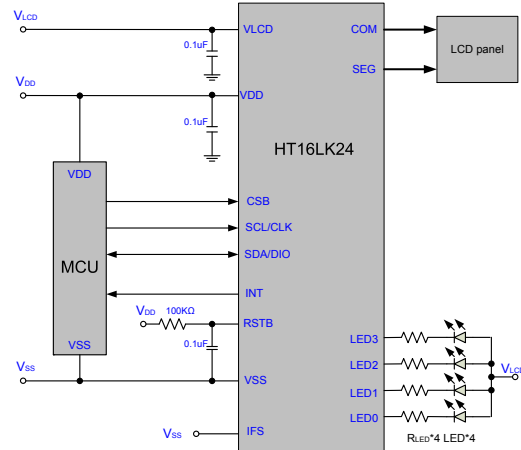 VLCD
VLCD
COM
0.1uF
LCD panel
SEG
VDD
VDD
0.1uF
HT16LK24
VDD
CSB
SCL/CLK
MCU
SDA/DIO
INT
VDD
100KΩ
RSTB
0.1uF
LED3
VSS
LED2
VSS
VSS
LED1
VLCD
LED0
VSS
IFS
RLED*4 LED*4